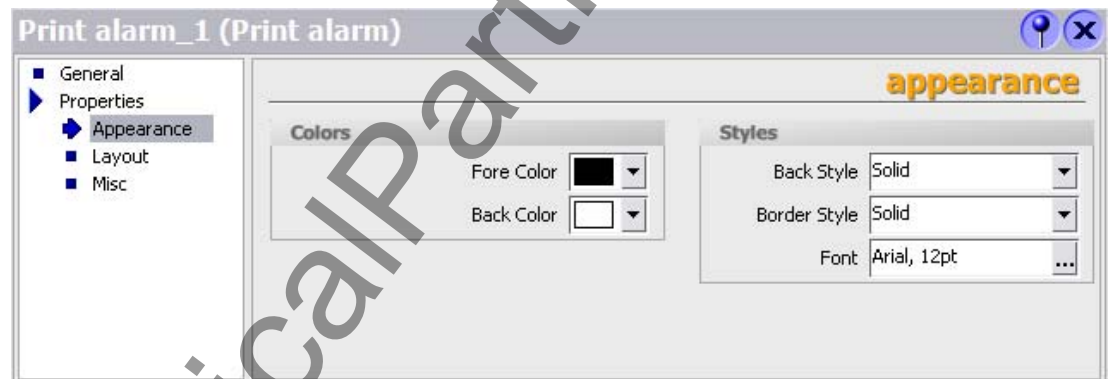 Print alarm_1 (Print alarm)
General
Properties
Appearance
Layout
Misc
appearance
Colors
Fore Color
Back Color
Styles
Back Style Solid
Border Style Solid
Font Arial, 12pt ...